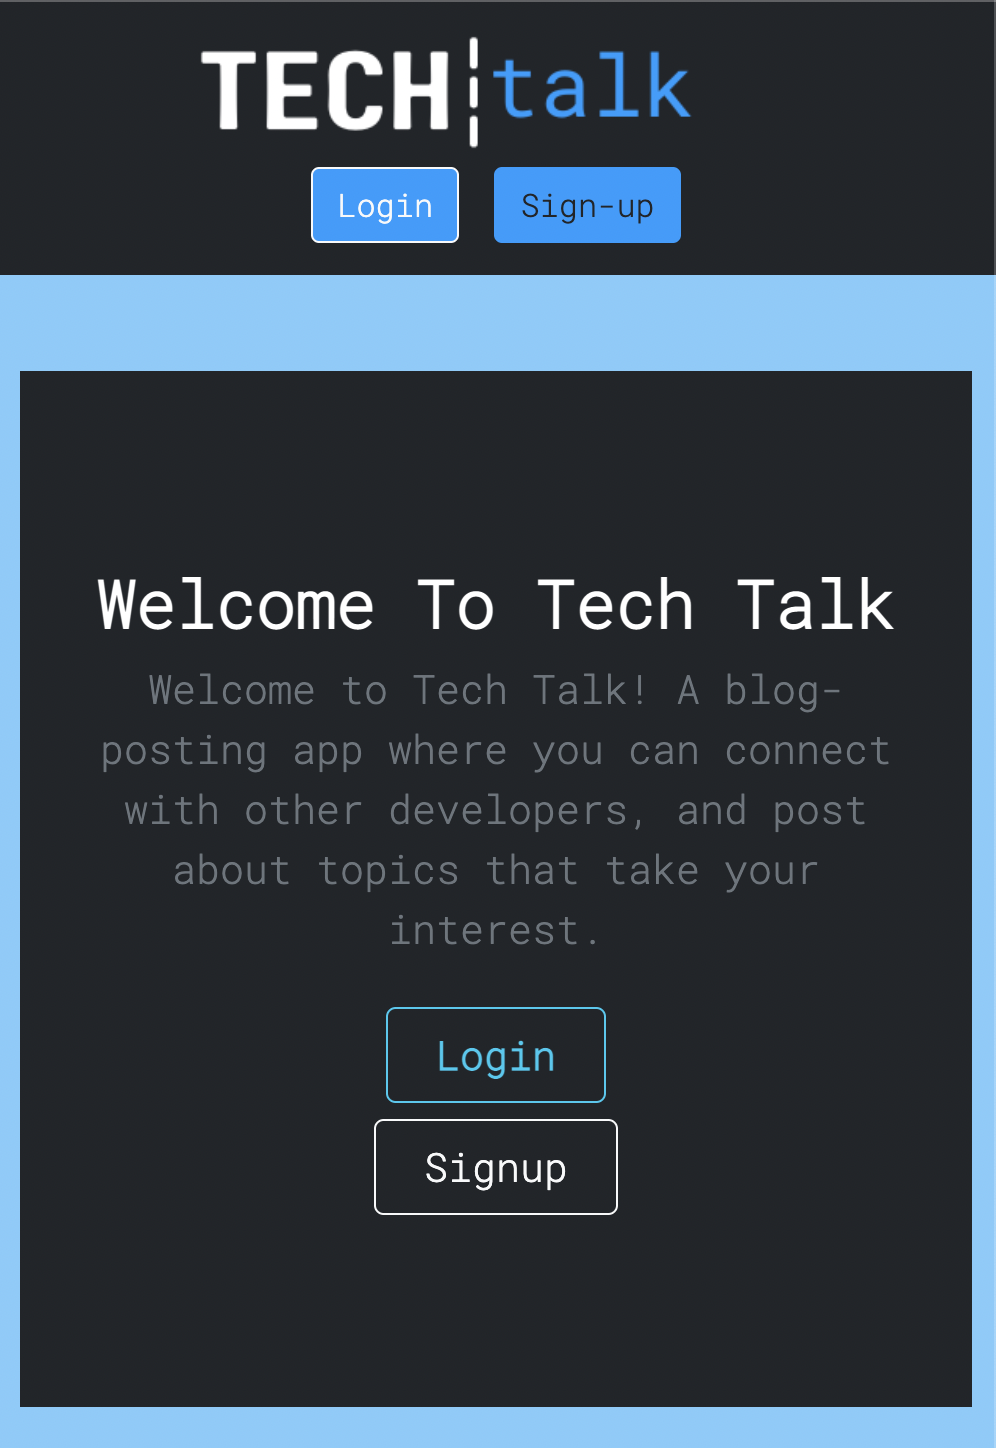 TECH talk
Login Sign-up
Welcome To Tech Talk
Welcome to Tech Talk! A blog-
posting app where you can connect
with other developers, and post
about topics that take your
interest.
Login
Signup